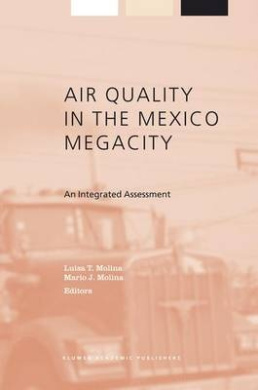 AIR QUALITY
IN THE MEXICO
MEGACITY
An Integrated Assessment
Luisa T. Molina
Mario J. Molina
Editors
KLUWER ACADEMIC PUBLISHERS